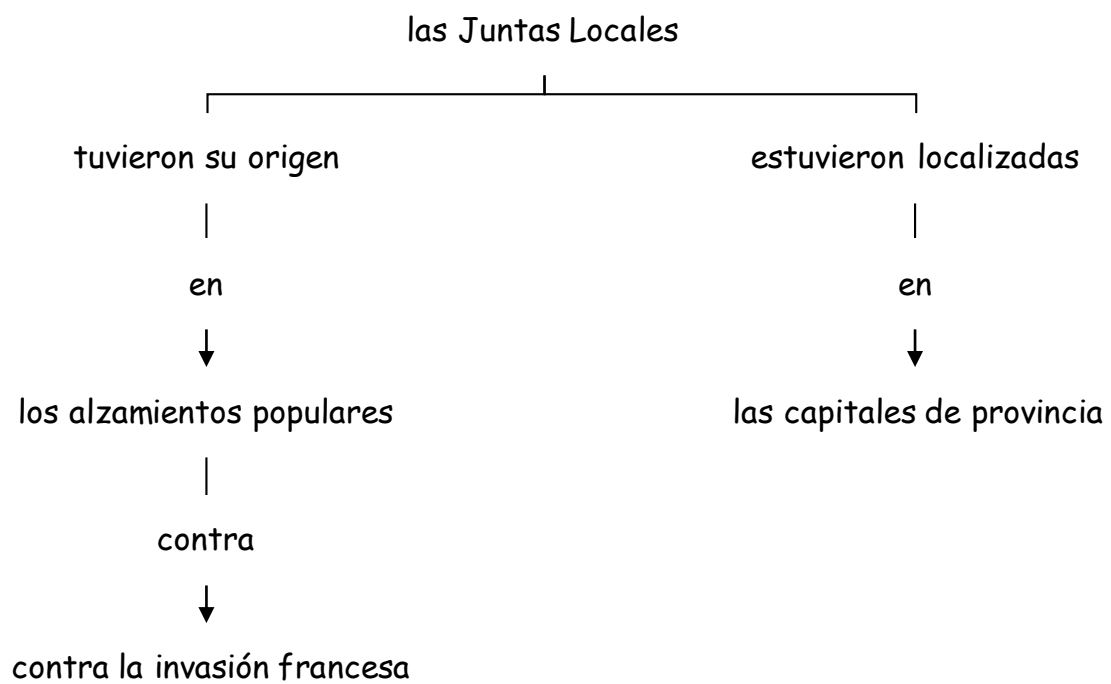 las Juntas Locales
tuvieron su origen
estuvieron localizadas
en
en
los alzamientos populares
las capitales de provincia
contra
contra la invasión francesa